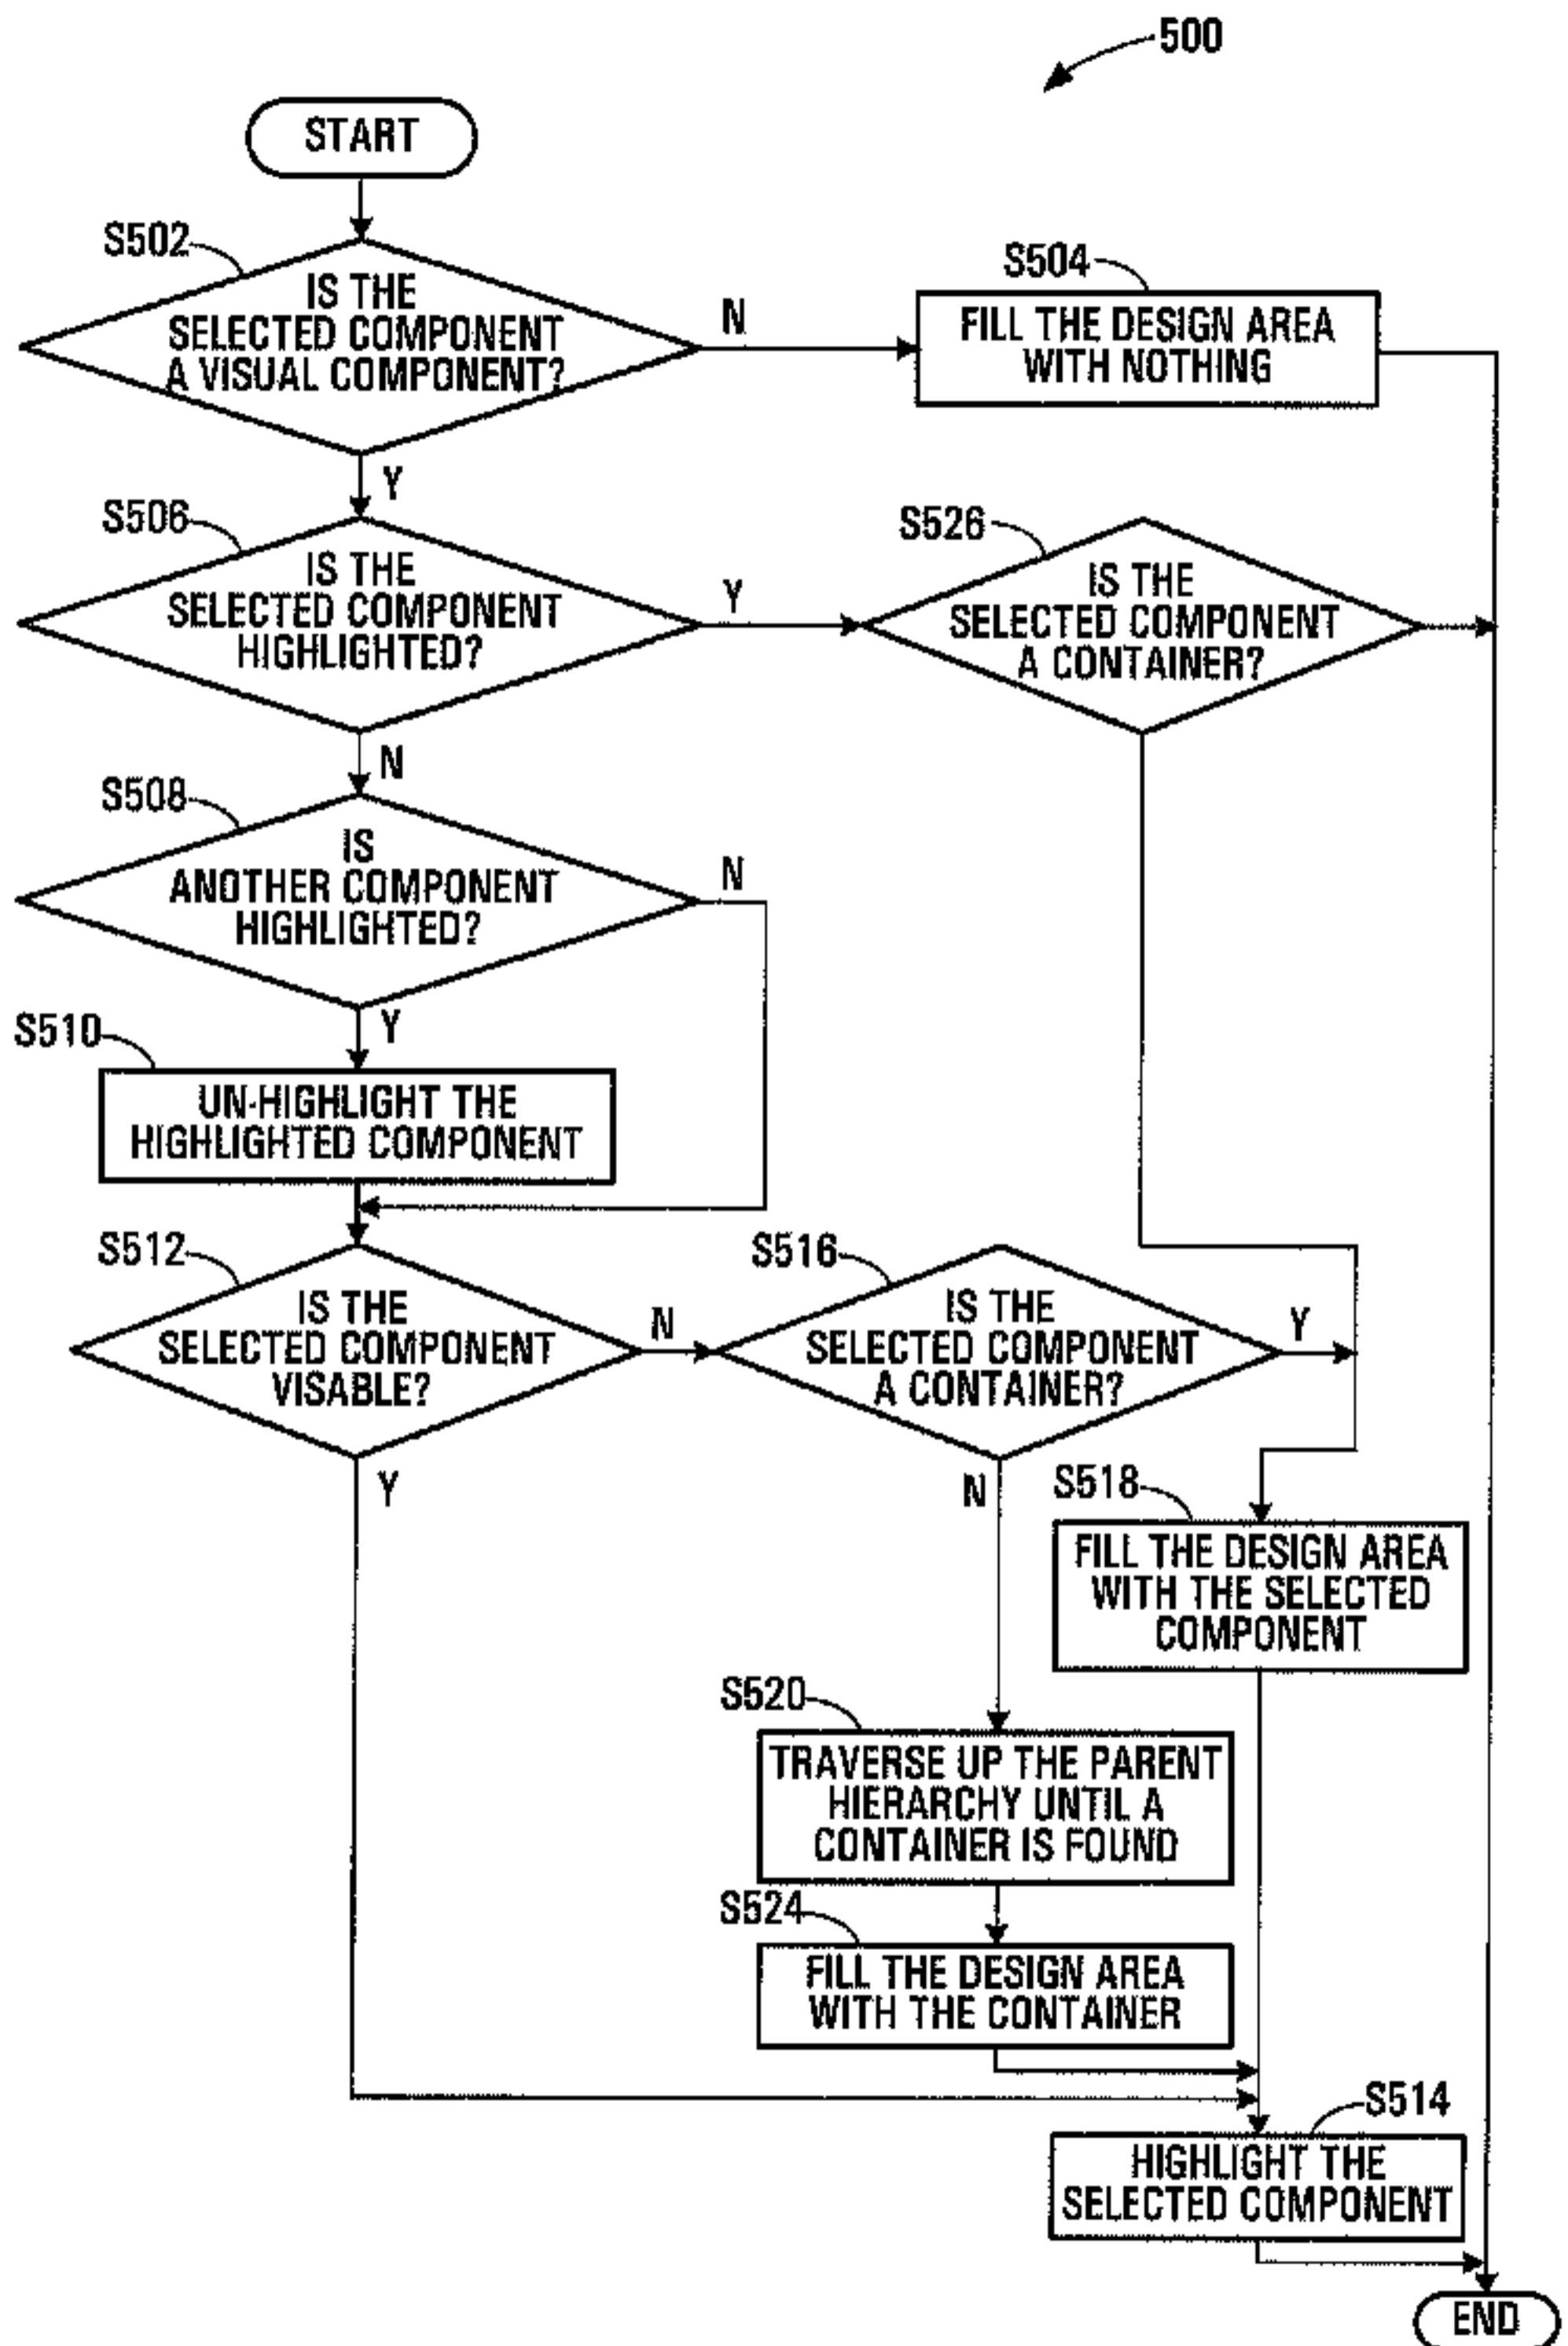 500
START
S502
IS THE
SELECTED COMPONENT
A VISUAL COMPONENT?
N
S504
FILL THE DESIGN AREA
WITH NOTHING
Y
S506
IS THE
SELECTED COMPONENT
HIGHLIGHTED?
Y
S526
IS THE
SELECTED COMPONENT
A CONTAINER?
N
S508
IS
ANOTHER COMPONENT
HIGHLIGHTED?
N
Y
S510
UN-HIGHLIGHT THE
HIGHLIGHTED COMPONENT
S512
IS THE
SELECTED COMPONENT
VISABLE?
N
S516
IS THE
SELECTED COMPONENT
A CONTAINER?
Y
Y
N
S518
FILL THE DESIGN AREA
WITH THE SELECTED
COMPONENT
S520
TRAVERSE UP THE PARENT
HIERARCHY UNTIL A
CONTAINER IS FOUND
S524
FILL THE DESIGN AREA
WITH THE CONTAINER
S514
HIGHLIGHT THE
SELECTED COMPONENT
END